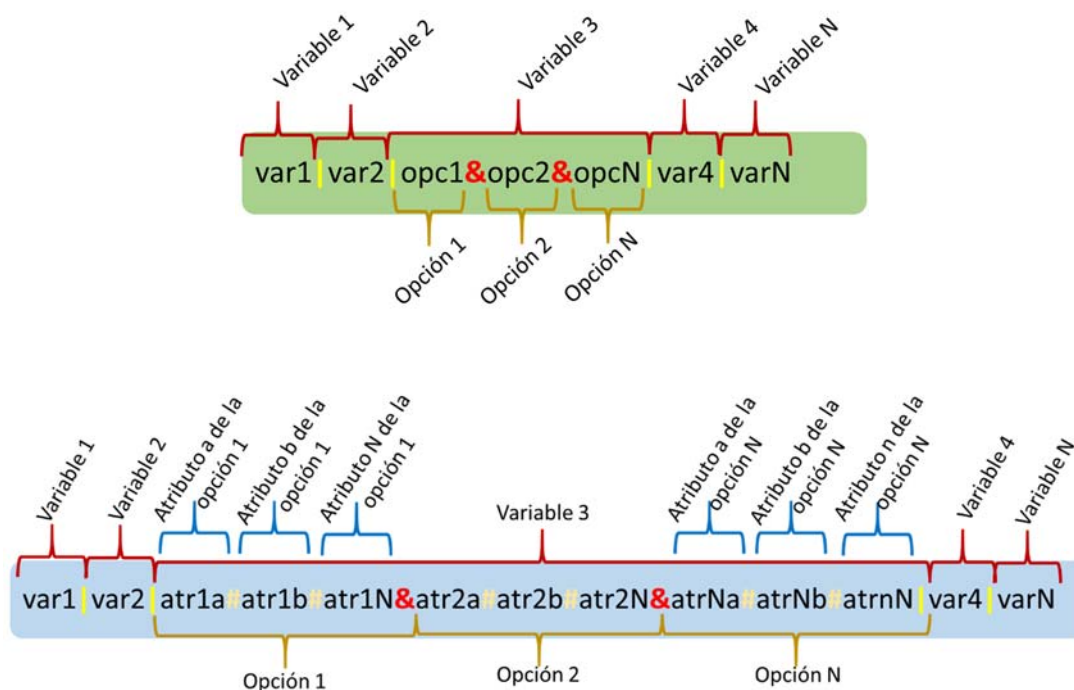 Variable 1
Variable 2
Variable 3
Variable 4
Variable N
var1|var2|opc1&opc2&opcN|var4|varN
Opción 1
Opción 2
Opción N
Variable 1
Variable 2
Atributo a de la
opción 1
Atributo b de la
opción 1
Atributo N de la
opción 1
Variable 3
Atributo a de la
opción N
Atributo b de la
opción N
Atributo n de la
opción N
Variable 4
Variable N
var1|var2|atr1a#atr1b#atr1N&atr2a#atr2b#atr2N&atrNa#atrNb#atrnN|var4|varN
Opción 1
Opción 2
Opción N